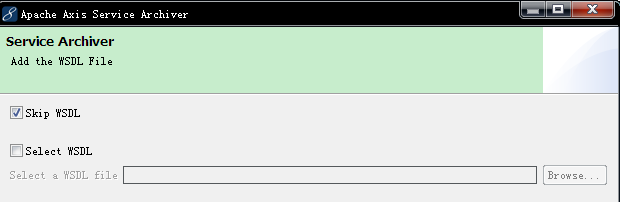 Apache Axis Service Archiver
Service Archiver
Add the WSDL File
Skip WSDL
Select WSDL
Select a WSDL file
Browse...